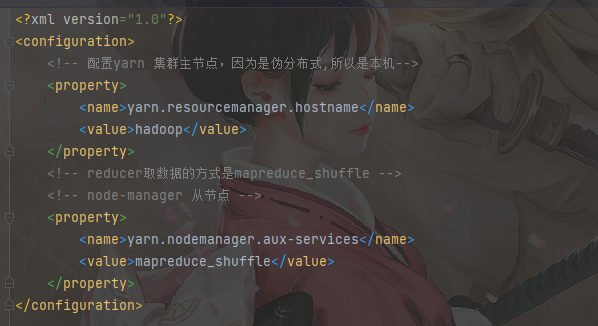 <?xml version="1.0"?>
<configuration>
<!-- 配置yarn 集群主节点，因为是伪分布式,所以是本机-->
<property>
<name>yarn.resourcemanager.hostname</name>
<value>hadoop</value>
</property>
<!-- reducer取数据的方式是mapreduce_shuffle -->
<!-- node-manager 从节点 -->
<property>
<name>yarn.nodemanager.aux-services</name>
<value>mapreduce_shuffle</value>
</property>
</configuration>